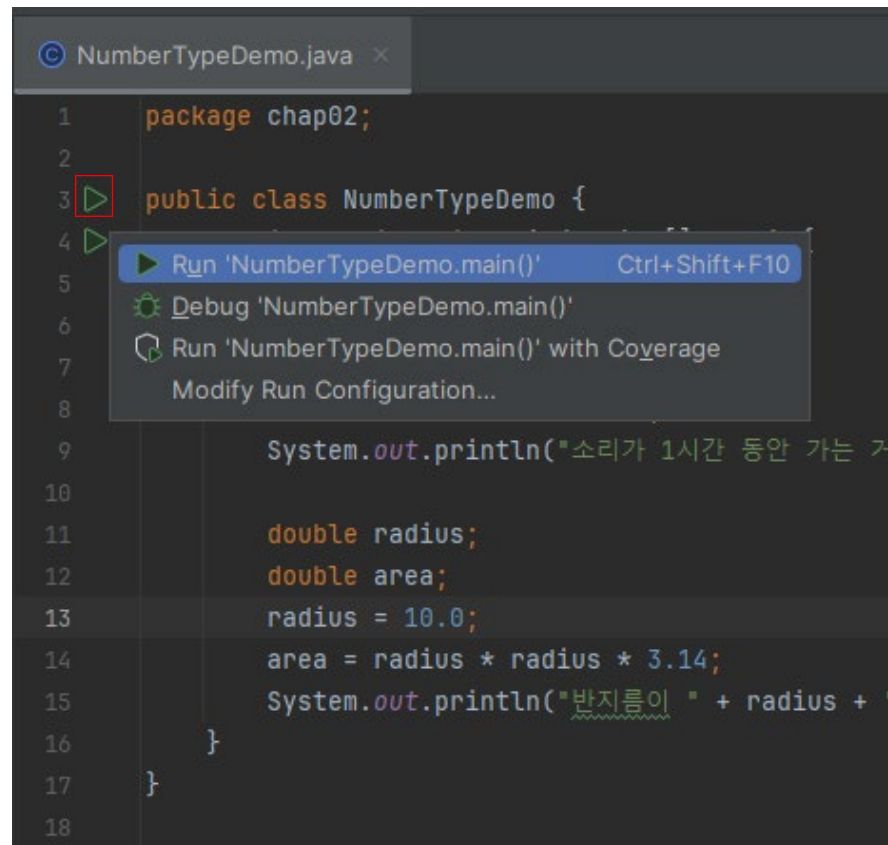 NumberTypeDemo.java
1 package chap02;
2
3 public class NumberTypeDemo {
4 {
Run 'NumberTypeDemo.main()' Ctrl+Shift+F10
5
Debug 'NumberTypeDemo.main()'
6
Run 'NumberTypeDemo.main()' with Coverage
7
Modify Run Configuration...
8
9 System.out.println("소리가 1시간 동안 가는
10
11 double radius;
12 double area;
13 radius = 10.0;
14 area = radius * radius * 3.14;
15 System.out.println("반지름이 " + radius +
16 }
17 }
18